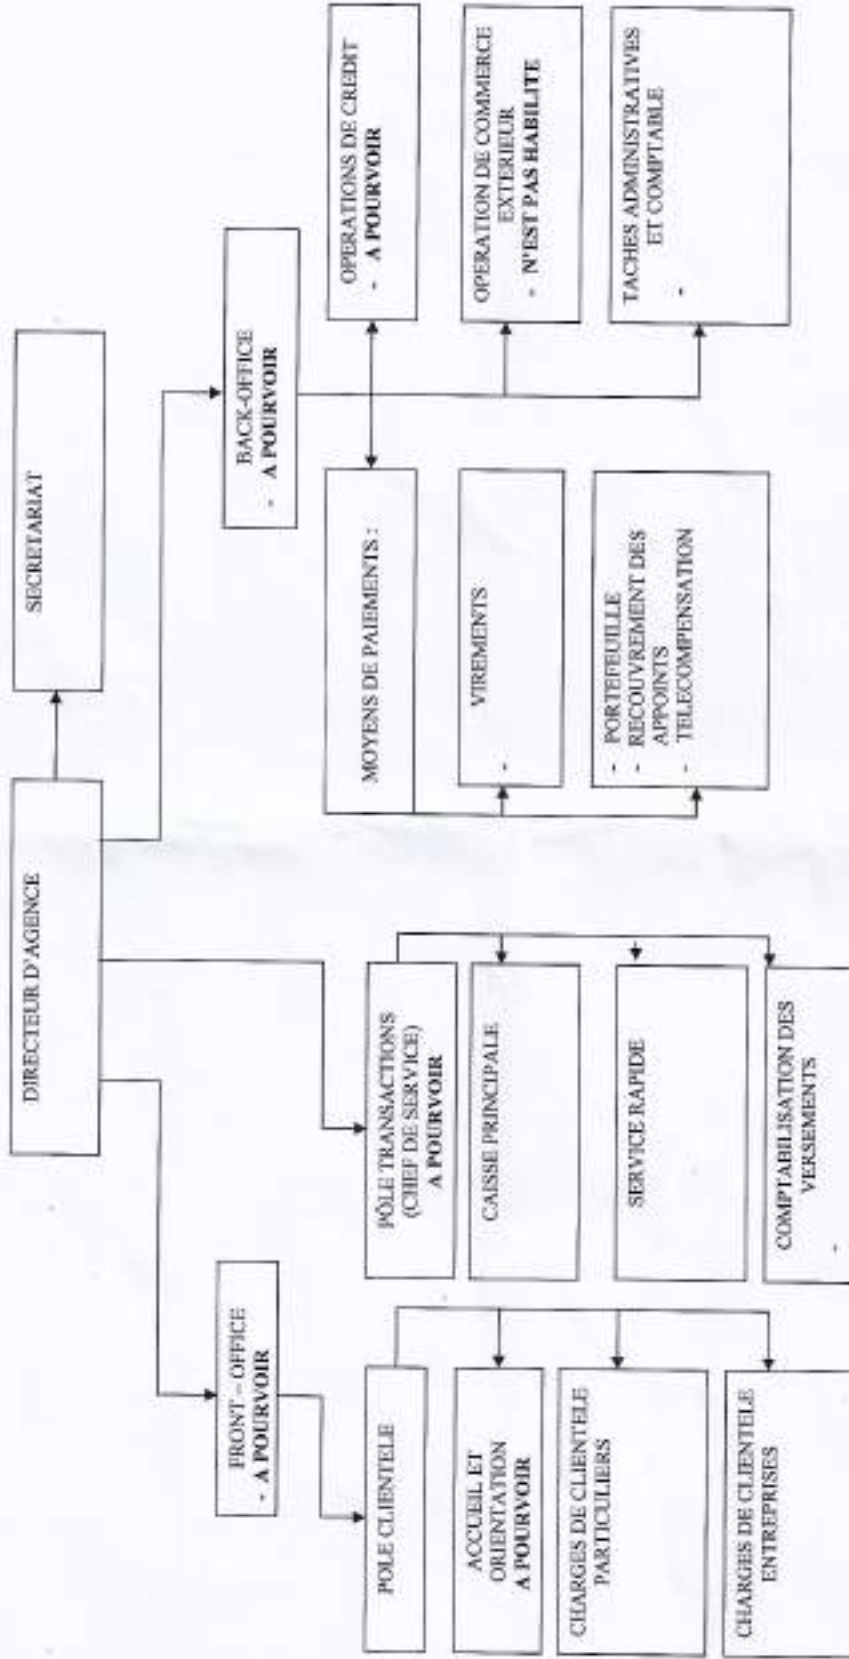 DIRECTEUR D'AGENCE
SECRETARIAT
FRONT – OFFICE
- A POURVOIR
BACK-OFFICE
- A POURVOIR
POLE CLIENTELE
ACCUEIL ET
ORIENTATION
A POURVOIR
CHARGES DE CLIENTELE
PARTICULIERS
CHARGES DE CLIENTELE
ENTREPRISES
PÔLE TRANSACTIONS
(CHEF DE SERVICE)
A POURVOIR
CAISSE PRINCIPALE
SERVICE RAPIDE
COMPTABILISATION DES
VERSEMENTS
-
MOYENS DE PAIEMENTS :
VIREMENTS
-
- PORTEFEUILLE
- RECOUVREMENT DES
APPOINTS
- TELECOMPENSATION
OPERATIONS DE CREDIT
- A POURVOIR
OPERATION DE COMMERCE
EXTERIEUR
- N'EST PAS HABILITE
TACHES ADMINISTRATIVES
ET COMPTABLE
-